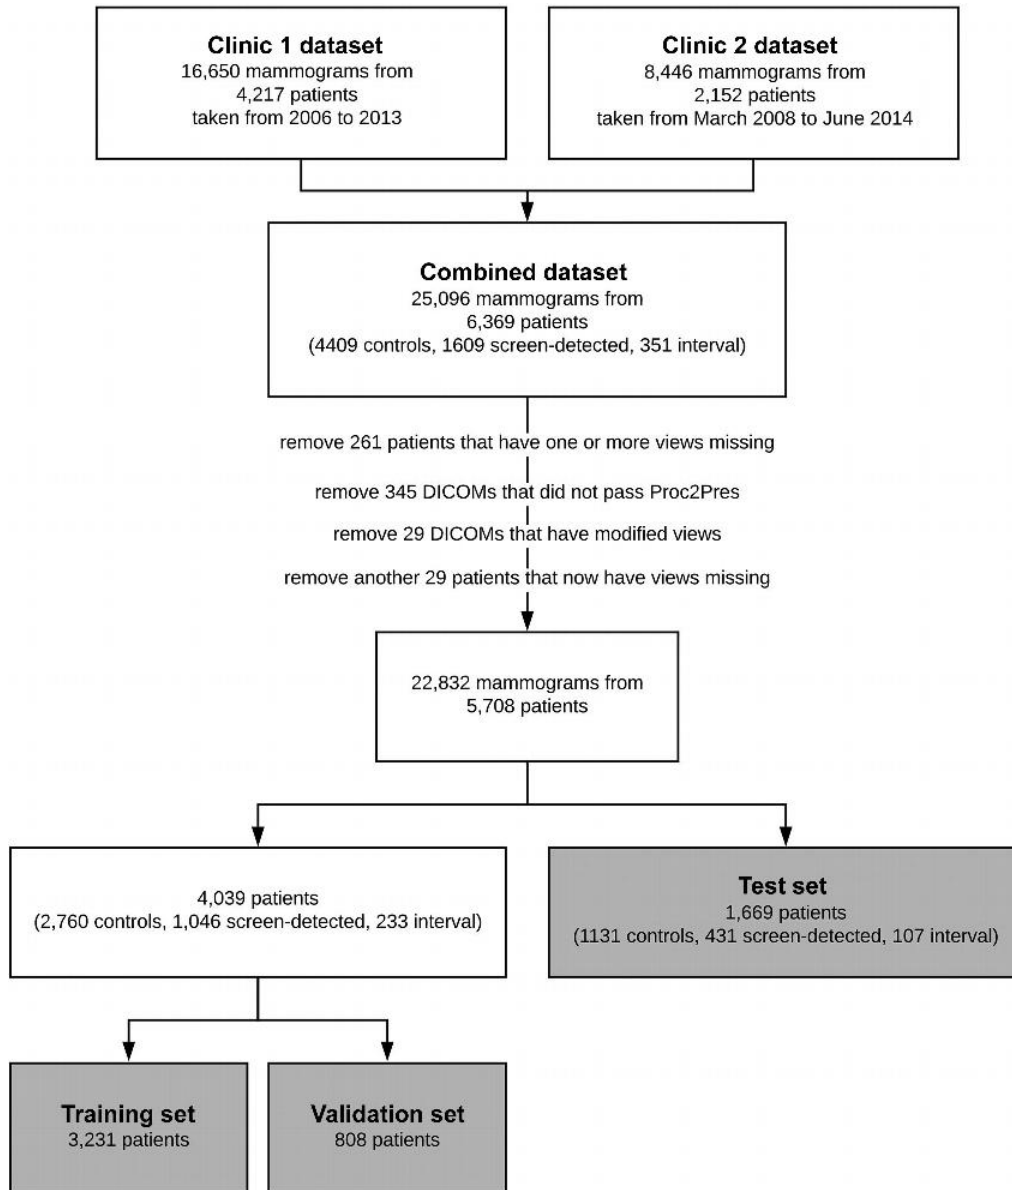 Clinic 1 dataset
16,650 mammograms from
4,217 patients
taken from 2006 to 2013
Clinic 2 dataset
8,446 mammograms from
2,152 patients
taken from March 2008 to June 2014
Combined dataset
25,096 mammograms from
6,369 patients
(4409 controls, 1609 screen-detected, 351 interval)
remove 261 patients that have one or more views missing
remove 345 DICOMs that did not pass Proc2Pres
remove 29 DICOMs that have modified views
remove another 29 patients that now have views missing
22,832 mammograms from
5,708 patients
4,039 patients
(2,760 controls, 1,046 screen-detected, 233 interval)
Test set
1,669 patients
(1131 controls, 431 screen-detected, 107 interval)
Training set
3,231 patients
Validation set
808 patients